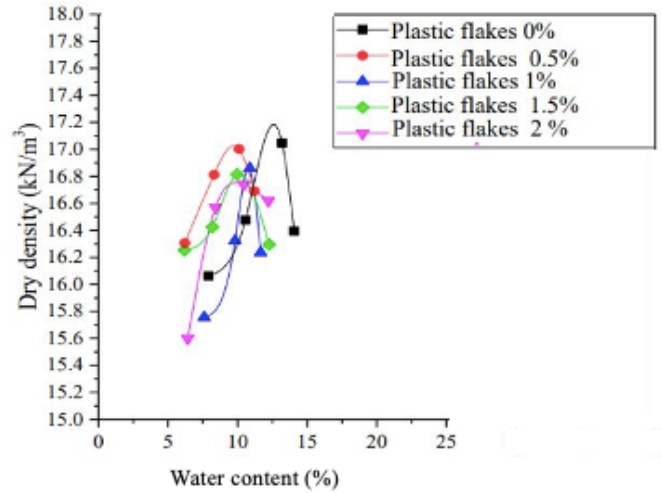 18.0
17.8
17.6
17.4
17.2
17.0
16.8
16.6
16.4
16.2
16.0
15.8
15.6
15.4
15.2
15.0
Dry density (kN/m³)
Plastic flakes 0%
Plastic flakes 0.5%
Plastic flakes 1%
Plastic flakes 1.5%
Plastic flakes 2 %
0 5 10 15 20 25
Water content (%)